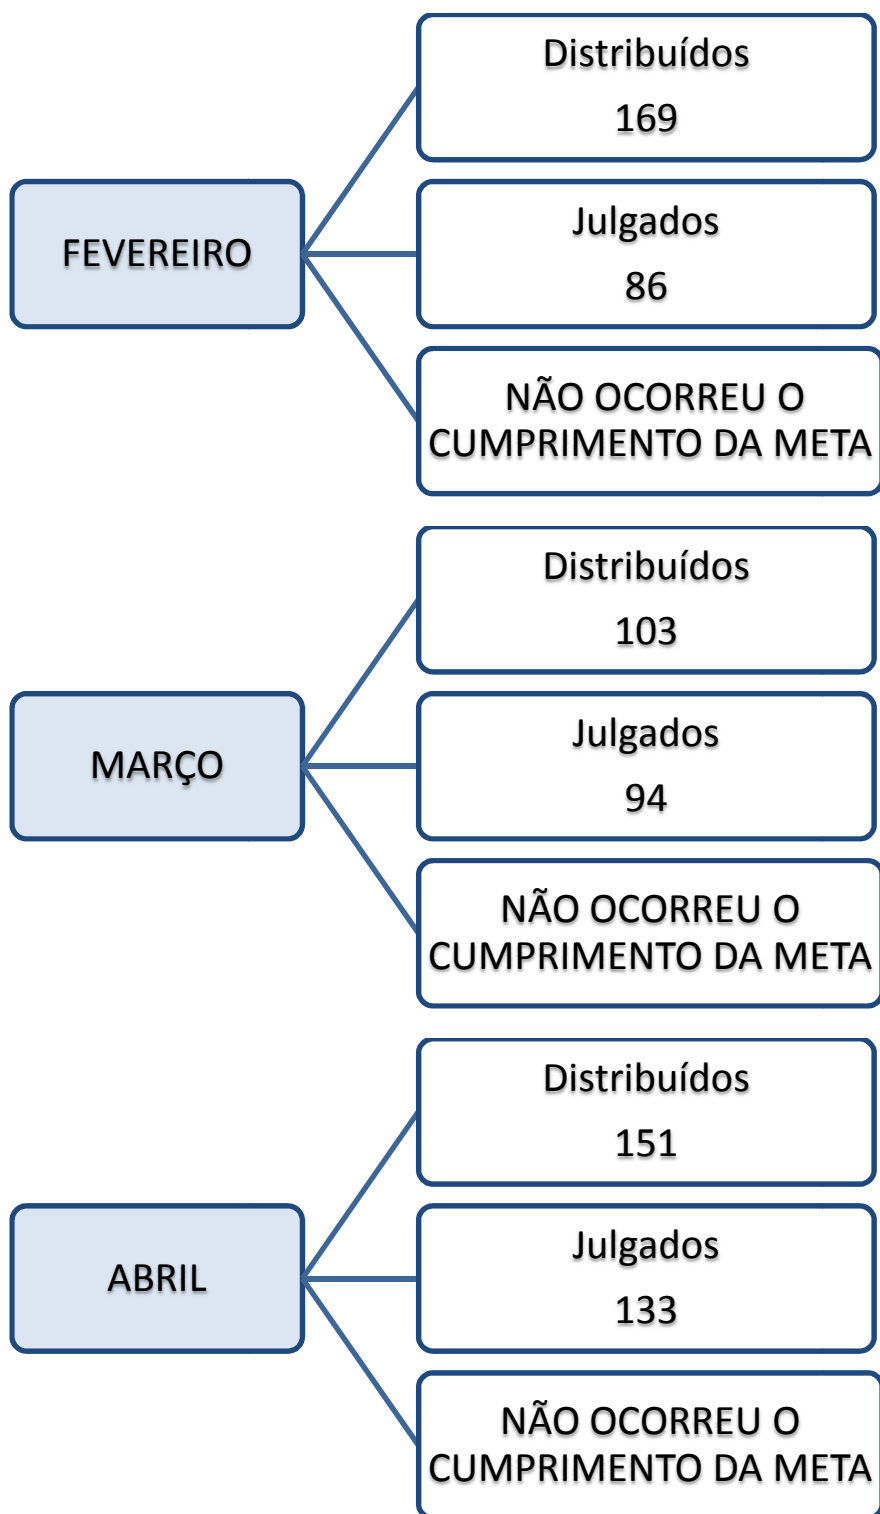 FEVEREIRO
Distribuídos
169
Julgados
86
NÃO OCORREU O
CUMPRIMENTO DA META
MARÇO
Distribuídos
103
Julgados
94
NÃO OCORREU O
CUMPRIMENTO DA META
ABRIL
Distribuídos
151
Julgados
133
NÃO OCORREU O
CUMPRIMENTO DA META